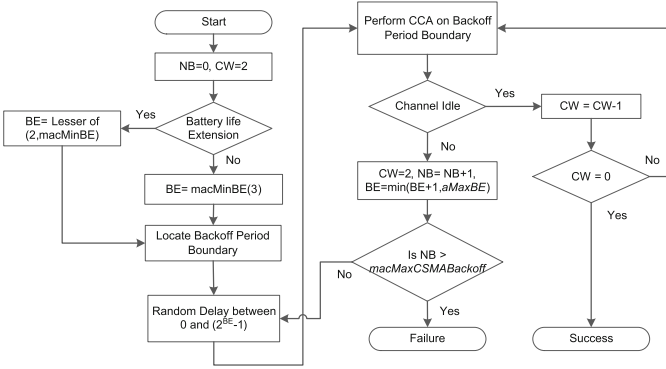 Start
NB=0, CW=2
Battery life
Extension
Yes
No
BE= Lesser of
(2,macMinBE)
BE= macMinBE(3)
Locate Backoff Period
Boundary
Random Delay between
0 and (2^BE-1)
Perform CCA on Backoff
Period Boundary
Channel Idle
Yes
No
CW=2, NB= NB+1,
BE=min(BE+1,aMaxBE)
Is NB >
macMaxCSMABackoff
No
Yes
Failure
CW = CW-1
CW = 0
No
Yes
Success